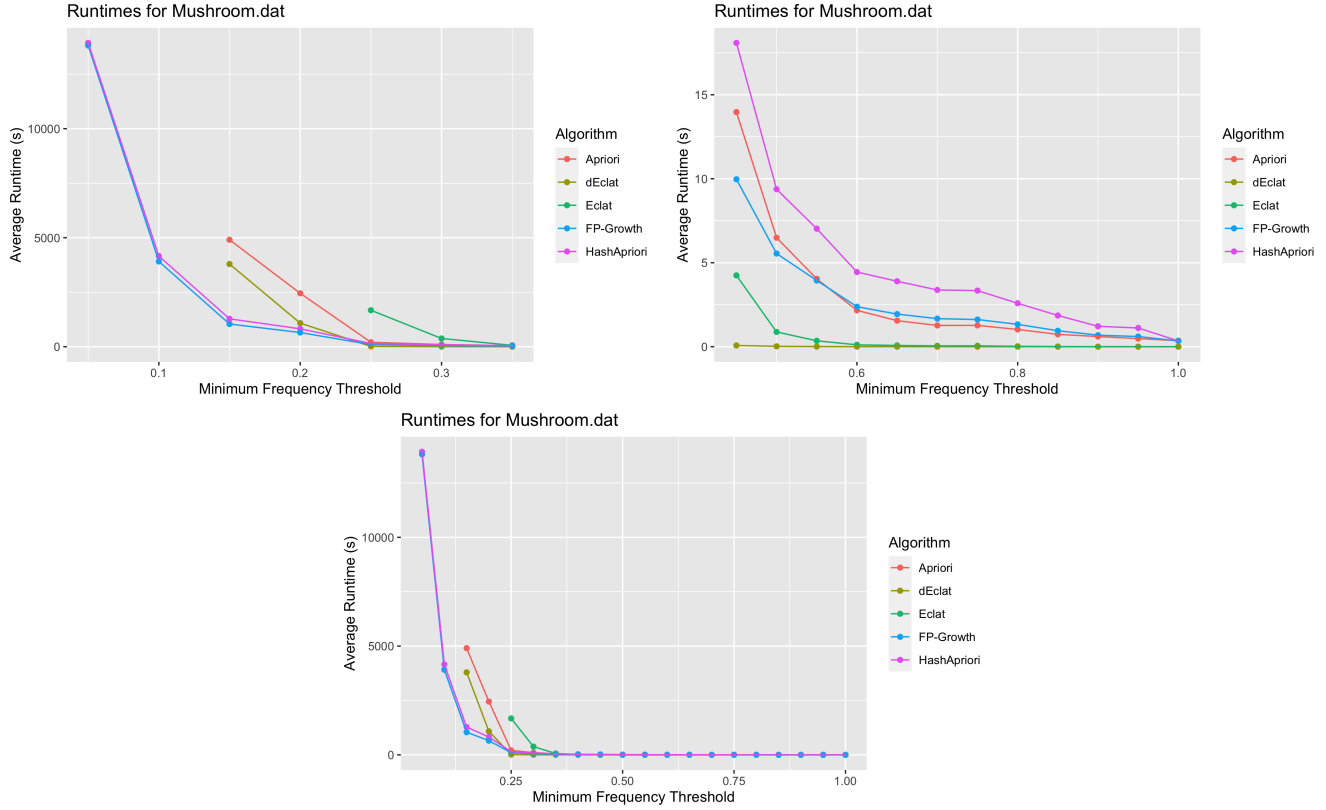 Runtimes for Mushroom.dat
Average Runtime (s)
10000
5000
0
0.1 0.2 0.3
Minimum Frequency Threshold
Algorithm
Apriori
dEclat
Eclat
FP-Growth
HashApriori
Runtimes for Mushroom.dat
Average Runtime (s)
15
10
5
0
0.6 0.8 1.0
Minimum Frequency Threshold
Algorithm
Apriori
dEclat
Eclat
FP-Growth
HashApriori
Runtimes for Mushroom.dat
Average Runtime (s)
10000
5000
0
0.25 0.50 0.75 1.00
Minimum Frequency Threshold
Algorithm
Apriori
dEclat
Eclat
FP-Growth
HashApriori